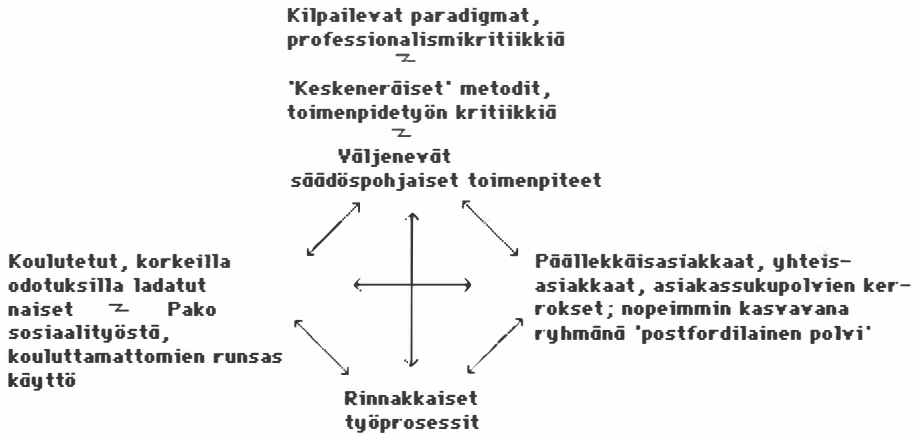 Kilpailevat paradigmat,
professionalismikritiikkiä
'Keskeneräiset' metodit,
toimenpidetyön kritiikkiä
Väljenevät
säädöspohjaiset toimenpiteet
Koulutetut, korkeilla
odotuksilla ladatut
naiset Pako
sosiaalityöstä,
kouluttamattomien runsas
käyttö
Päällekkäisasiakkaat, yhteis-
asiakkaat, asiakassukupolvien ker-
rokset; nopeimmin kasvavana
ryhmänä 'postfordilainen polvi'
Rinnakkaiset
työprosessit